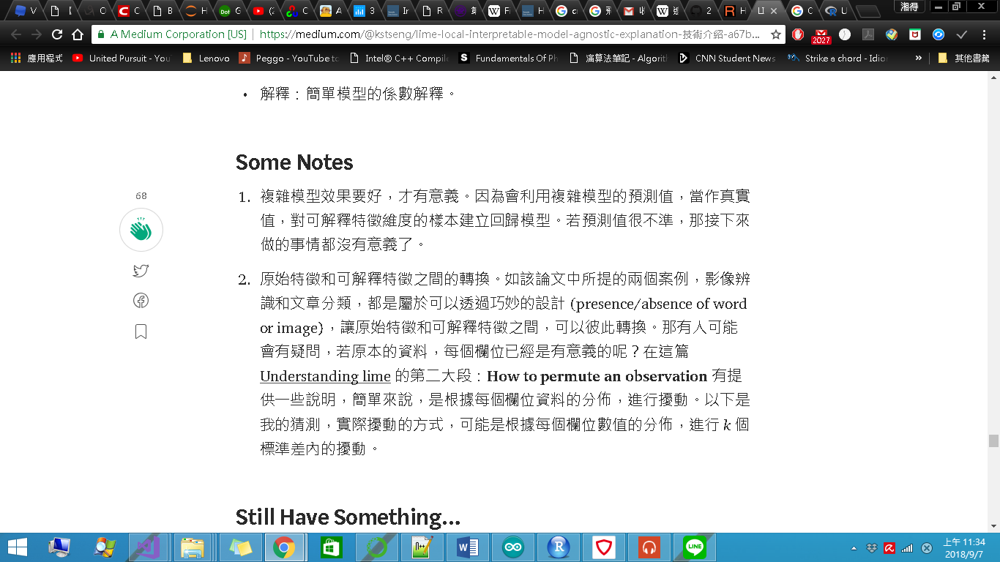 湘得
A Medium Corporation [US]
https://medium.com/@kstseng/lime-local-interpretable-model-agnostic-explanation-技術介紹-a67b...
2027
應用程式
United Pursuit - You
Lenovo
Peggo - YouTube to
Intel® C++ Compile
Fundamentals Of Ph
演算法筆記 - Algorit
CNN Student News
Strike a chord - Idio
»
其他書籤
• 解釋：簡單模型的係數解釋。
Some Notes
68
1. 複雜模型效果要好，才有意義。因為會利用複雜模型的預測值，當作真實
值，對可解釋特徵維度的樣本建立回歸模型。若預測值很不準，那接下來
做的事情都沒有意義了。
2. 原始特徵和可解釋特徵之間的轉換。如該論文中所提的兩個案例，影像辨
識和文章分類，都是屬於可以透過巧妙的設計 (presence/absence of word
or image)，讓原始特徵和可解釋特徵之間，可以彼此轉換。那有人可能
會有疑問，若原本的資料，每個欄位已經是有意義的呢？在這篇
Understanding lime 的第二大段：How to permute an observation 有提
供一些說明，簡單來說，是根據每個欄位資料的分佈，進行擾動。以下是
我的猜測，實際擾動的方式，可能是根據每個欄位數值的分佈，進行 k 個
標準差內的擾動。
Still Have Something...
上午 11:34
2018/9/7